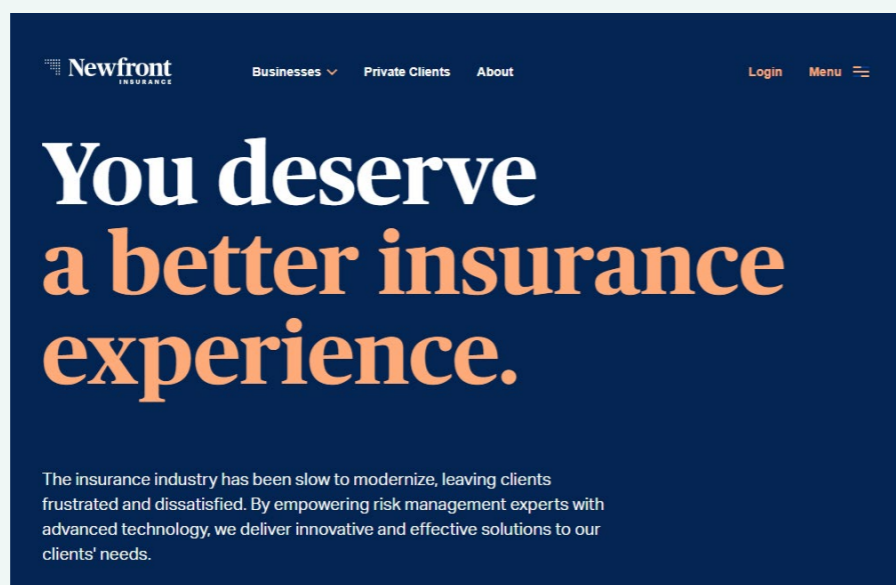 Newfront
INSURANCE
Businesses
Private Clients
About
Login
Menu
You deserve
a better insurance
experience.
The insurance industry has been slow to modernize, leaving clients
frustrated and dissatisfied. By empowering risk management experts with
advanced technology, we deliver innovative and effective solutions to our
clients' needs.